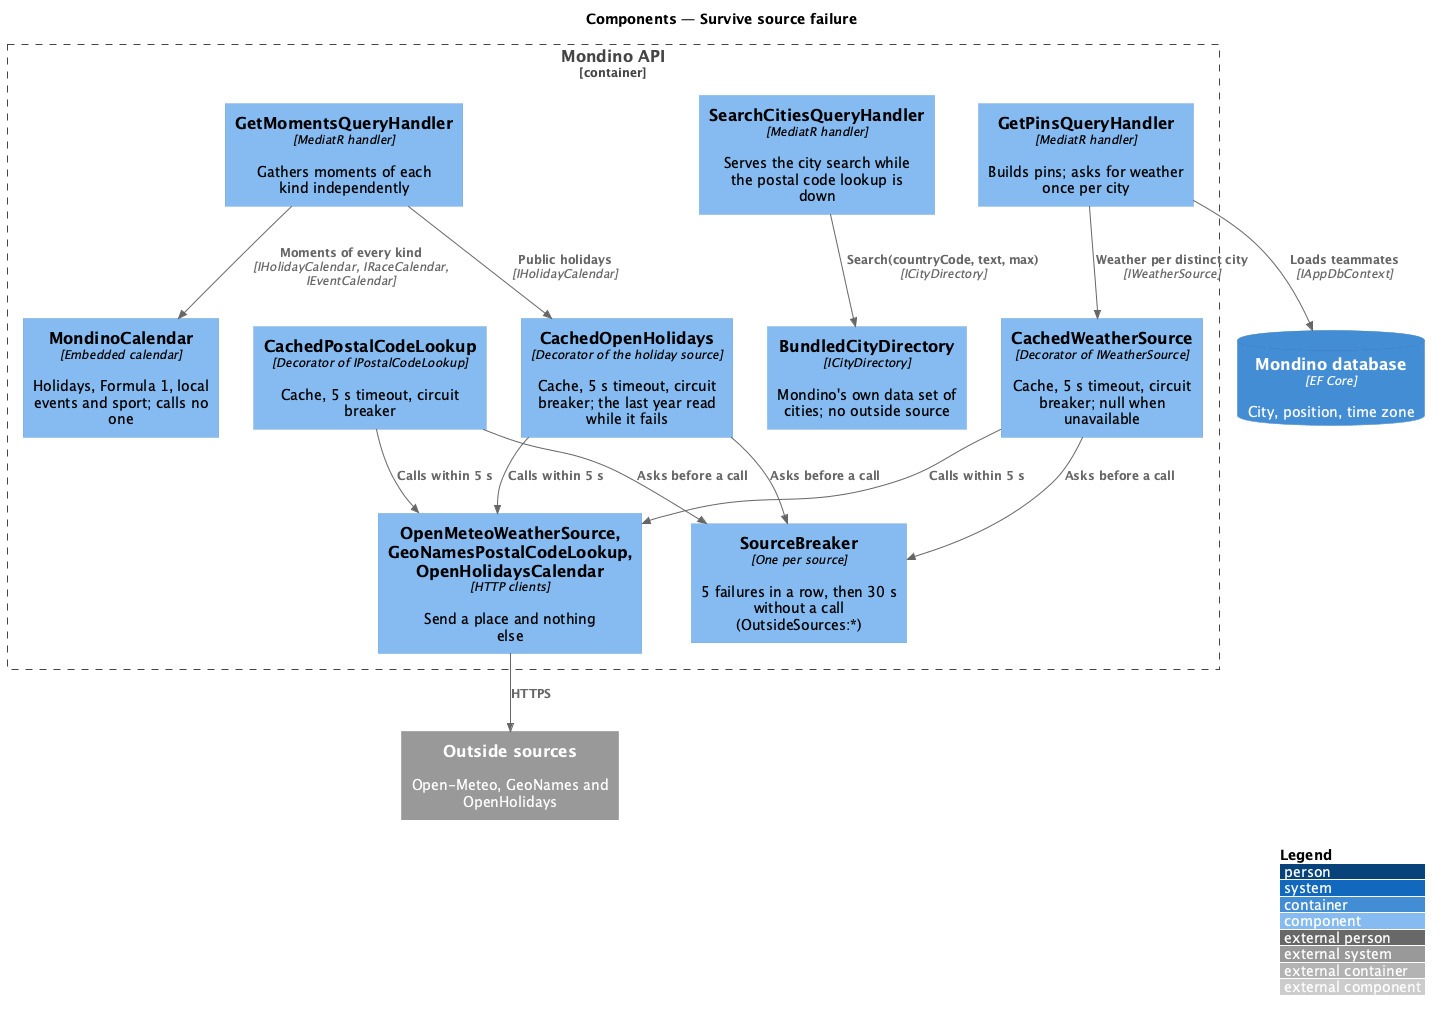 Components — Survive source failure
Mondino API
[container]
GetMomentsQueryHandler
[MediatR handler]
Gathers moments of each
kind independently
SearchCitiesQueryHandler
[MediatR handler]
Serves the city search while
the postal code lookup is
down
GetPinsQueryHandler
[MediatR handler]
Builds pins; asks for weather
once per city
Moments of every kind
[IHolidayCalendar, IRaceCalendar,
IEventCalendar]
Public holidays
[IHolidayCalendar]
Search(countryCode, text, max)
[ICityDirectory]
Weather per distinct city
[IWeatherSource]
Loads teammates
[IAppDbContext]
MondinoCalendar
[Embedded calendar]
Holidays, Formula 1, local
events and sport; calls no
one
CachedPostalCodeLookup
[Decorator of IPostalCodeLookup]
Cache, 5 s timeout, circuit
breaker
CachedOpenHolidays
[Decorator of the holiday source]
Cache, 5 s timeout, circuit
breaker; the last year read
while it fails
BundledCityDirectory
[ICityDirectory]
Mondino's own data set of
cities; no outside source
CachedWeatherSource
[Decorator of IWeatherSource]
Cache, 5 s timeout, circuit
breaker; null when
unavailable
Mondino database
[EF Core]
City, position, time zone
Calls within 5 s
Calls within 5 s
Asks before a call
Asks before a call
Calls within 5 s
Asks before a call
OpenMeteoWeatherSource,
GeoNamesPostalCodeLookup,
OpenHolidaysCalendar
[HTTP clients]
Send a place and nothing
else
SourceBreaker
[One per source]
5 failures in a row, then 30 s
without a call
(OutsideSources:*)
HTTPS
Outside sources
Open-Meteo, GeoNames and
OpenHolidays
Legend
person
system
container
component
external person
external system
external container
external component